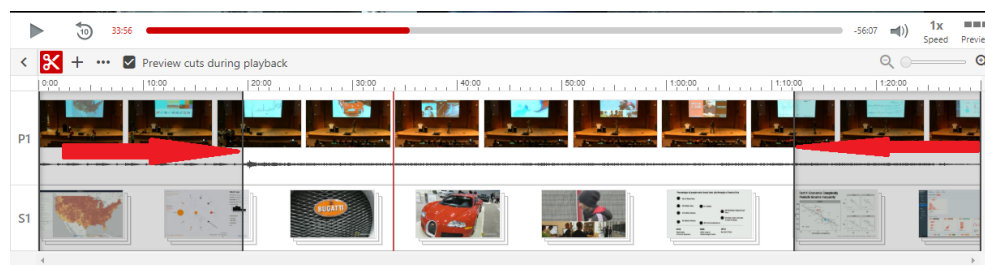 10 33:56 -56:07 1x
Speed Previe
Preview cuts during playback
0:00 10:00 20:00 30:00 40:00 50:00 1:00:00 1:10:00 1:20:00
P1
S1
BUGATTI